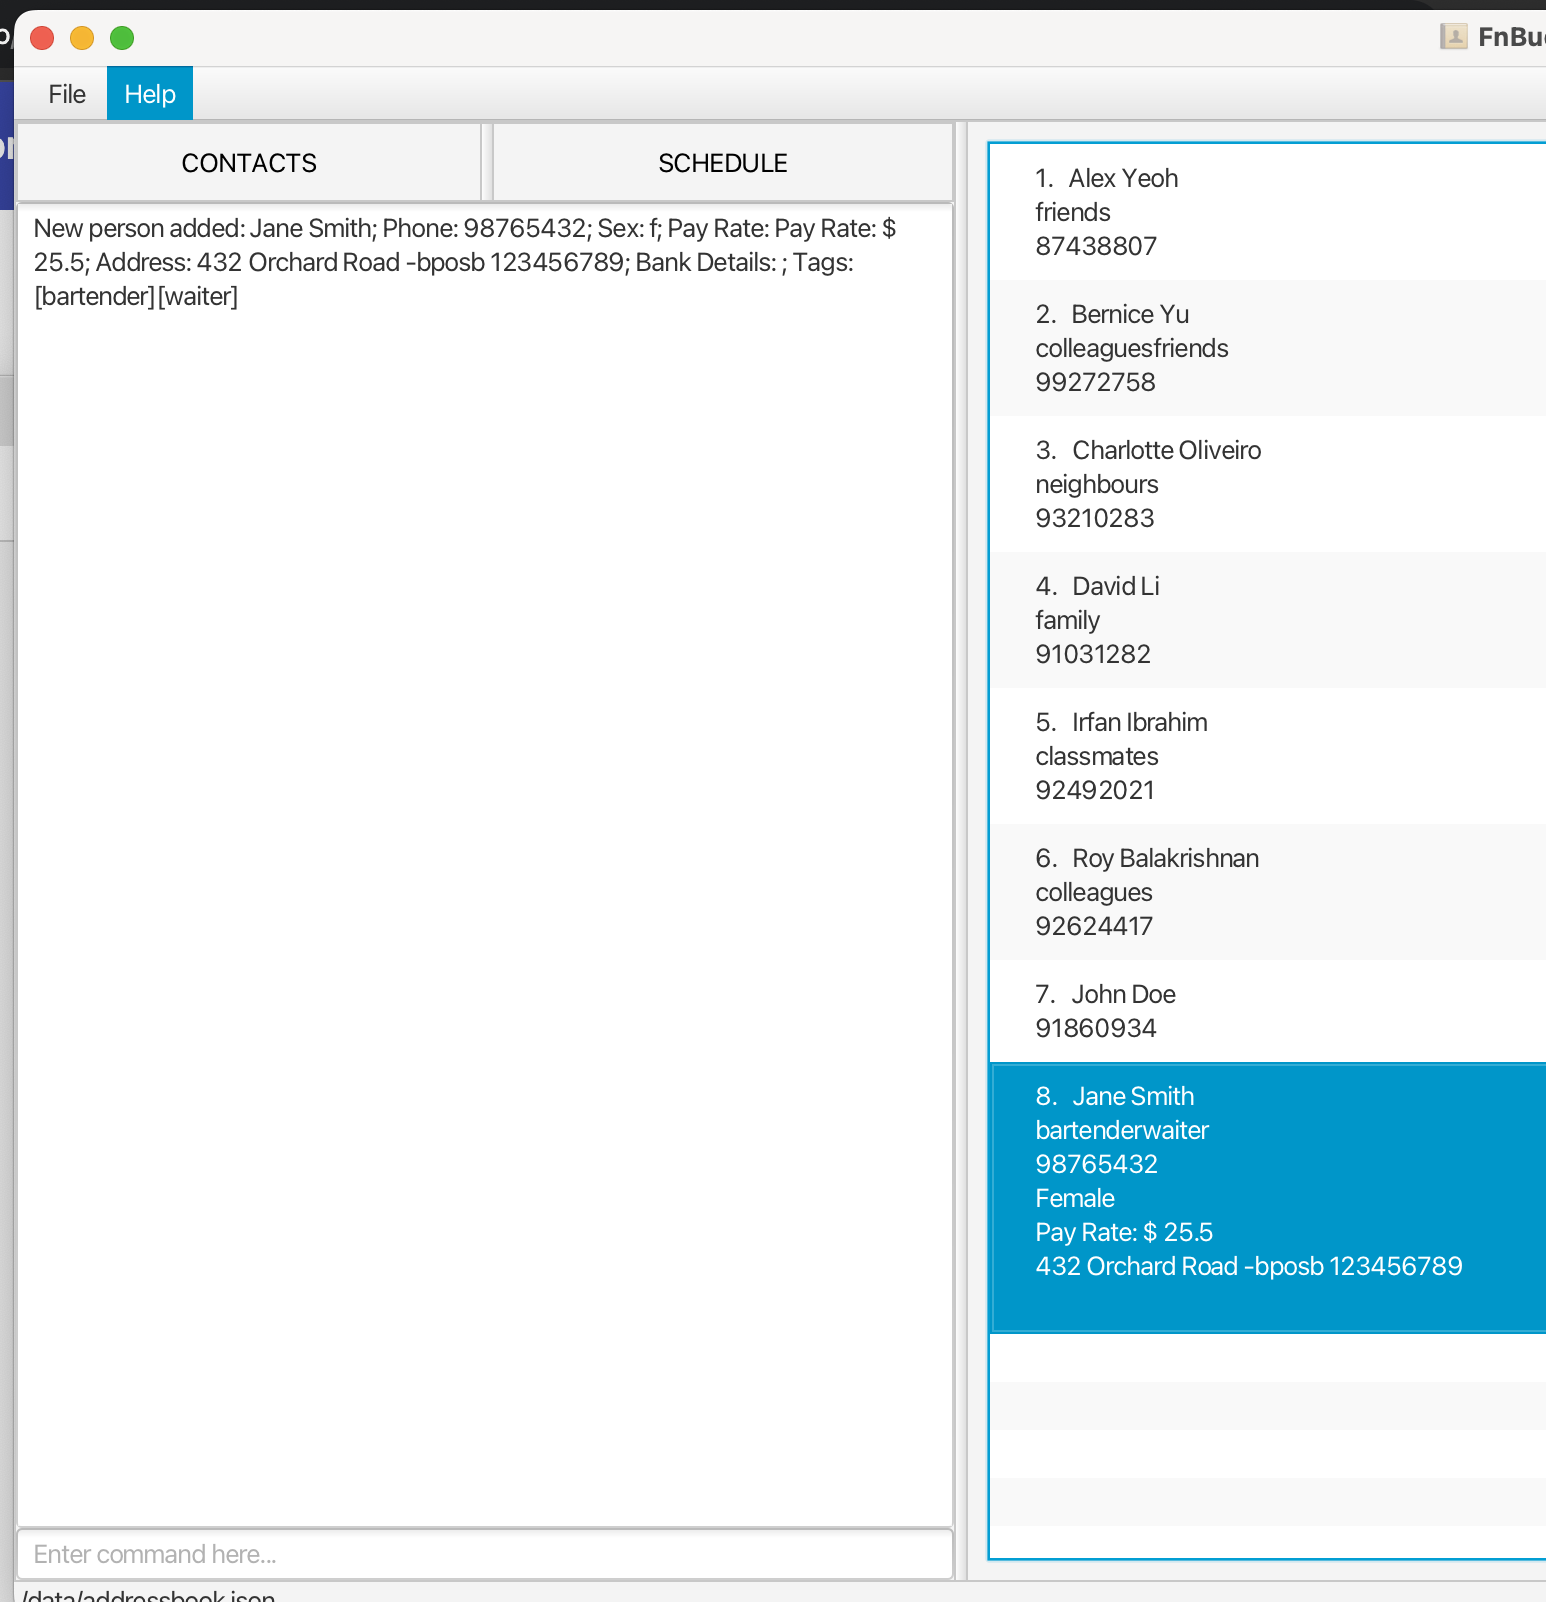 File Help
CONTACTS SCHEDULE
New person added: Jane Smith; Phone: 98765432; Sex: f; Pay Rate: Pay Rate: $
25.5; Address: 432 Orchard Road -bposb 123456789; Bank Details: ; Tags:
[bartender][waiter]
Enter command here...
/data/addressbook.json
1. Alex Yeoh
friends
87438807
2. Bernice Yu
colleaguesfriends
99272758
3. Charlotte Oliveiro
neighbours
93210283
4. David Li
family
91031282
5. Irfan Ibrahim
classmates
92492021
6. Roy Balakrishnan
colleagues
92624417
7. John Doe
91860934
8. Jane Smith
bartenderwaiter
98765432
Female
Pay Rate: $ 25.5
432 Orchard Road -bposb 123456789